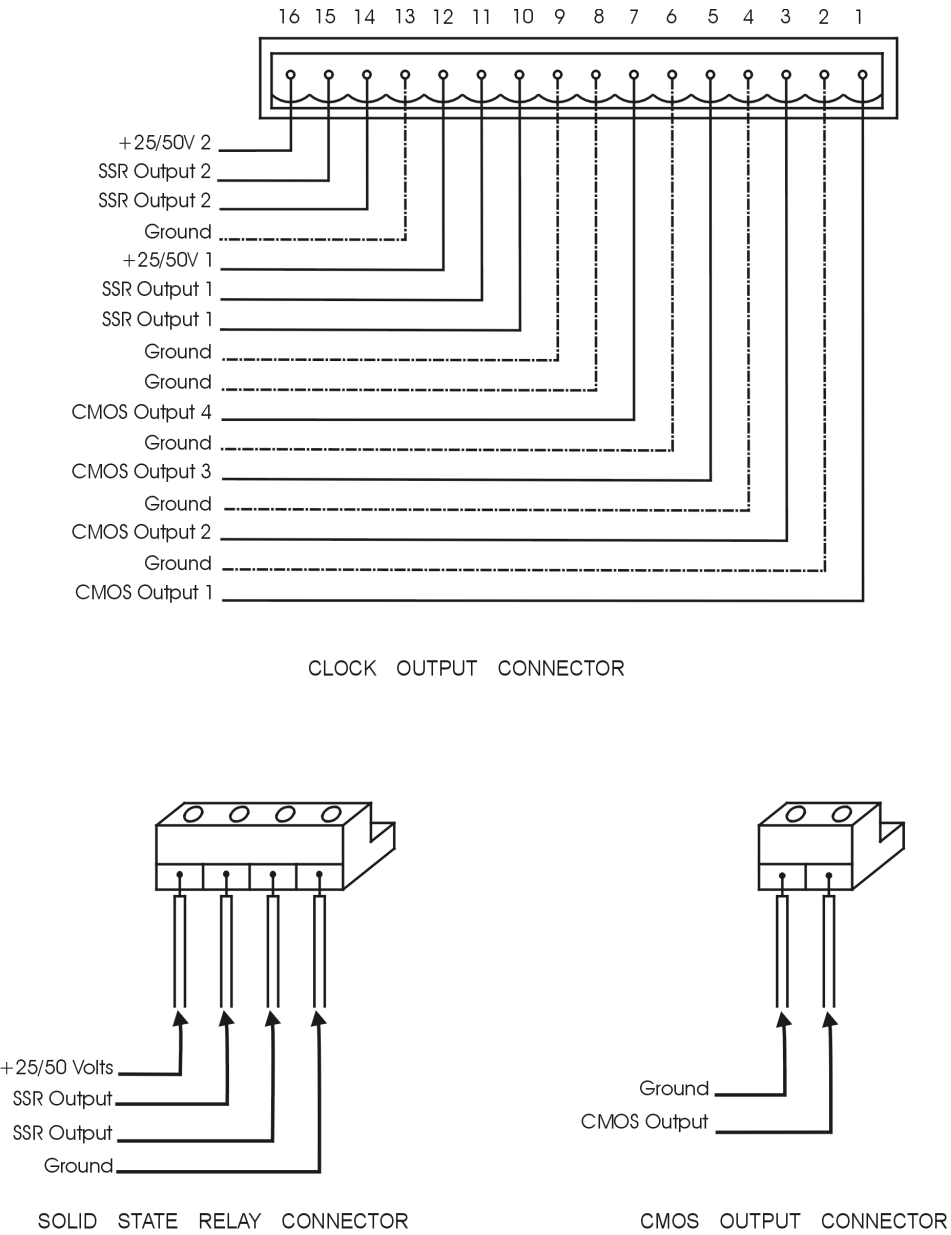 16 15 14 13 12 11 10 9 8 7 6 5 4 3 2 1
+25/50V 2
SSR Output 2
SSR Output 2
Ground
+25/50V 1
SSR Output 1
SSR Output 1
Ground
Ground
CMOS Output 4
Ground
CMOS Output 3
Ground
CMOS Output 2
Ground
CMOS Output 1
CLOCK OUTPUT CONNECTOR
+25/50 Volts
SSR Output
SSR Output
Ground
SOLID STATE RELAY CONNECTOR
Ground
CMOS Output
CMOS OUTPUT CONNECTOR